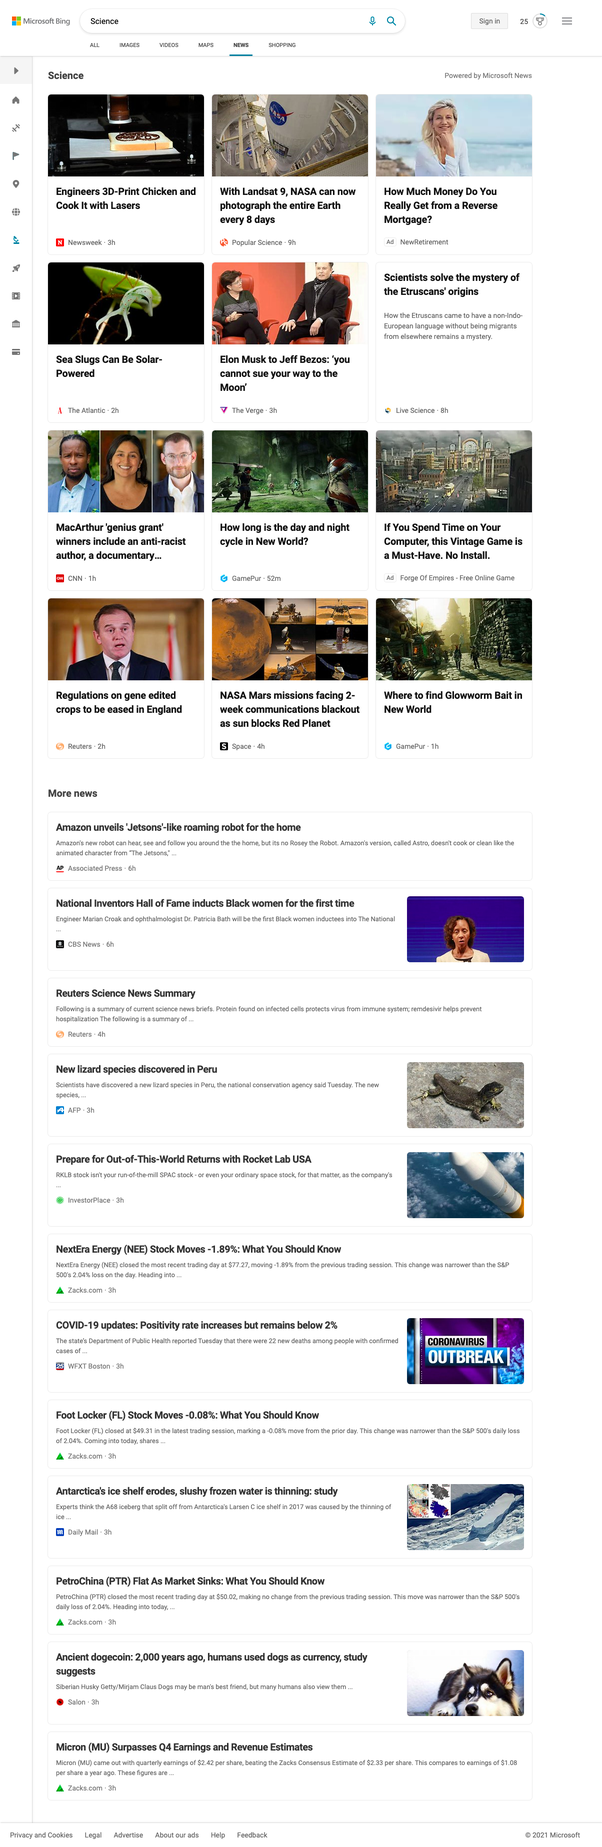 Microsoft Bing
Science
Sign in
25
ALL
IMAGES
VIDEOS
MAPS
NEWS
SHOPPING
Science
Powered by Microsoft News
Engineers 3D-Print Chicken and
Cook It with Lasers
Newsweek · 3h
With Landsat 9, NASA can now
photograph the entire Earth
every 8 days
Popular Science · 9h
How Much Money Do You
Really Get from a Reverse
Mortgage?
Ad NewRetirement
Sea Slugs Can Be Solar-
Powered
The Atlantic · 2h
Elon Musk to Jeff Bezos: ‘you
cannot sue your way to the
Moon’
The Verge · 3h
Scientists solve the mystery of
the Etruscans' origins
How the Etruscans came to have a non-Indo-
European language without being migrants
from elsewhere remains a mystery.
Live Science · 8h
MacArthur 'genius grant'
winners include an anti-racist
author, a documentary...
CNN · 1h
How long is the day and night
cycle in New World?
GamePur · 52m
If You Spend Time on Your
Computer, this Vintage Game is
a Must-Have. No Install.
Ad Forge Of Empires - Free Online Game
Regulations on gene edited
crops to be eased in England
Reuters · 2h
NASA Mars missions facing 2-
week communications blackout
as sun blocks Red Planet
Space · 4h
Where to find Glowworm Bait in
New World
GamePur · 1h
More news
Amazon unveils 'Jetsons'-like roaming robot for the home
Amazon's new robot can hear, see and follow you around the the home, but its no Rosey the Robot. Amazon's version, called Astro, doesn't cook or clean like the
animated character from “The Jetsons,” ...
AP Associated Press · 6h
National Inventors Hall of Fame inducts Black women for the first time
Engineer Marian Croak and ophthalmologist Dr. Patricia Bath will be the first Black women inductees into The National
...
CBS News · 6h
Reuters Science News Summary
Following is a summary of current science news briefs. Protein found on infected cells protects virus from immune system; remdesivir helps prevent
hospitalization The following is a summary of ...
Reuters · 4h
New lizard species discovered in Peru
Scientists have discovered a new lizard species in Peru, the national conservation agency said Tuesday. The new
species, ...
AFP · 3h
Prepare for Out-of-This-World Returns with Rocket Lab USA
RKLB stock isn't your run-of-the-mill SPAC stock - or even your ordinary space stock, for that matter, as the company's
...
InvestorPlace · 3h
NextEra Energy (NEE) Stock Moves -1.89%: What You Should Know
NextEra Energy (NEE) closed the most recent trading day at $77.27, moving -1.89% from the previous trading session. This change was narrower than the S&P
500's 2.04% loss on the day. Heading into ...
Zacks.com · 3h
COVID-19 updates: Positivity rate increases but remains below 2%
The state's Department of Public Health reported Tuesday that there were 22 new deaths among people with confirmed
cases of ...
WFXT Boston · 3h
CORONAVIRUS
OUTBREAK
Foot Locker (FL) Stock Moves -0.08%: What You Should Know
Foot Locker (FL) closed at $49.31 in the latest trading session, marking a -0.08% move from the prior day. This change was narrower than the S&P 500's daily loss
of 2.04%. Coming into today, shares ...
Zacks.com · 3h
Antarctica's ice shelf erodes, slushy frozen water is thinning: study
Experts think the A68 iceberg that split off from Antarctica's Larsen C ice shelf in 2017 was caused by the thinning of
ice ...
Daily Mail · 3h
PetroChina (PTR) Flat As Market Sinks: What You Should Know
PetroChina (PTR) closed the most recent trading day at $50.02, making no change from the previous trading session. This move was narrower than the S&P 500's
daily loss of 2.04%. Heading into today, ...
Zacks.com · 3h
Ancient dogecoin: 2,000 years ago, humans used dogs as currency, study
suggests
Siberian Husky Getty/Mirjam Claus Dogs may be man's best friend, but many humans also view them ...
Salon · 3h
Micron (MU) Surpasses Q4 Earnings and Revenue Estimates
Micron (MU) came out with quarterly earnings of $2.42 per share, beating the Zacks Consensus Estimate of $2.33 per share. This compares to earnings of $1.08
per share a year ago. These figures are ...
Zacks.com · 3h
Privacy and Cookies
Legal
Advertise
About our ads
Help
Feedback
© 2021 Microsoft